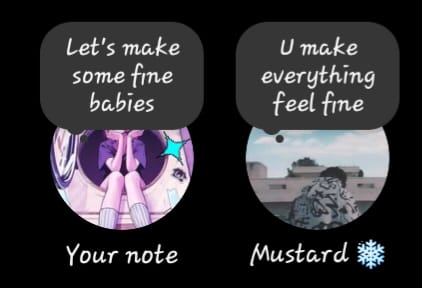 Let's make
some fine
babies
U make
everything
feel fine
Your note
Mustard ❄️